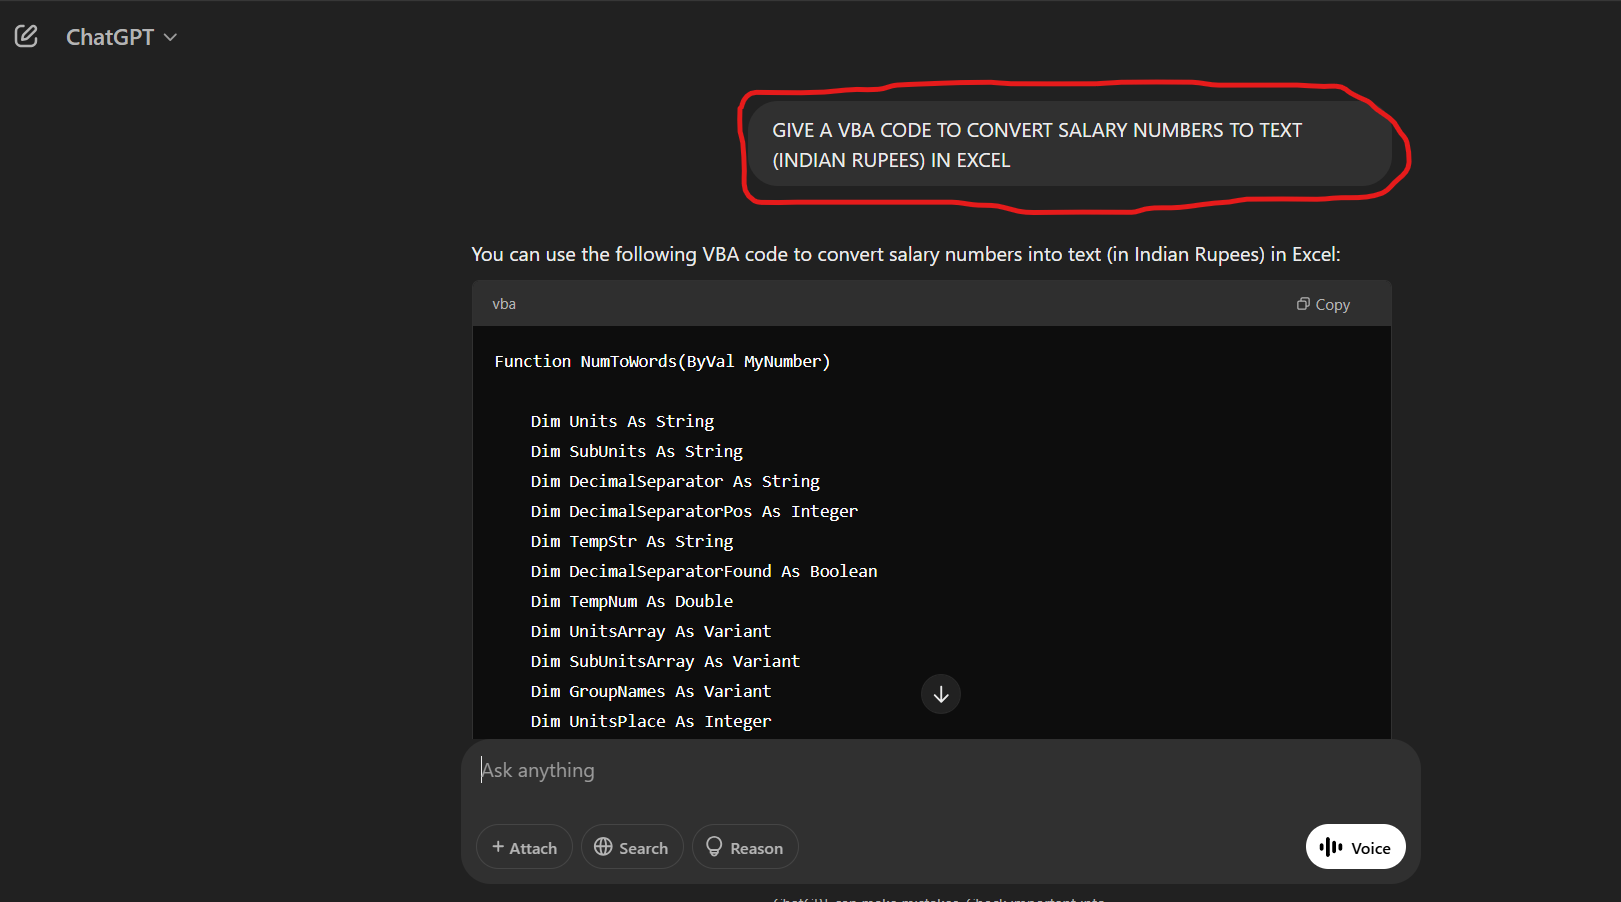 ChatGPT
GIVE A VBA CODE TO CONVERT SALARY NUMBERS TO TEXT
(INDIAN RUPEES) IN EXCEL
You can use the following VBA code to convert salary numbers into text (in Indian Rupees) in Excel:
vba
Copy
Function NumToWords(ByVal MyNumber)
Dim Units As String
Dim SubUnits As String
Dim DecimalSeparator As String
Dim DecimalSeparatorPos As Integer
Dim TempStr As String
Dim DecimalSeparatorFound As Boolean
Dim TempNum As Double
Dim UnitsArray As Variant
Dim SubUnitsArray As Variant
Dim GroupNames As Variant
Dim UnitsPlace As Integer
Ask anything
+ Attach
Search
Reason
Voice